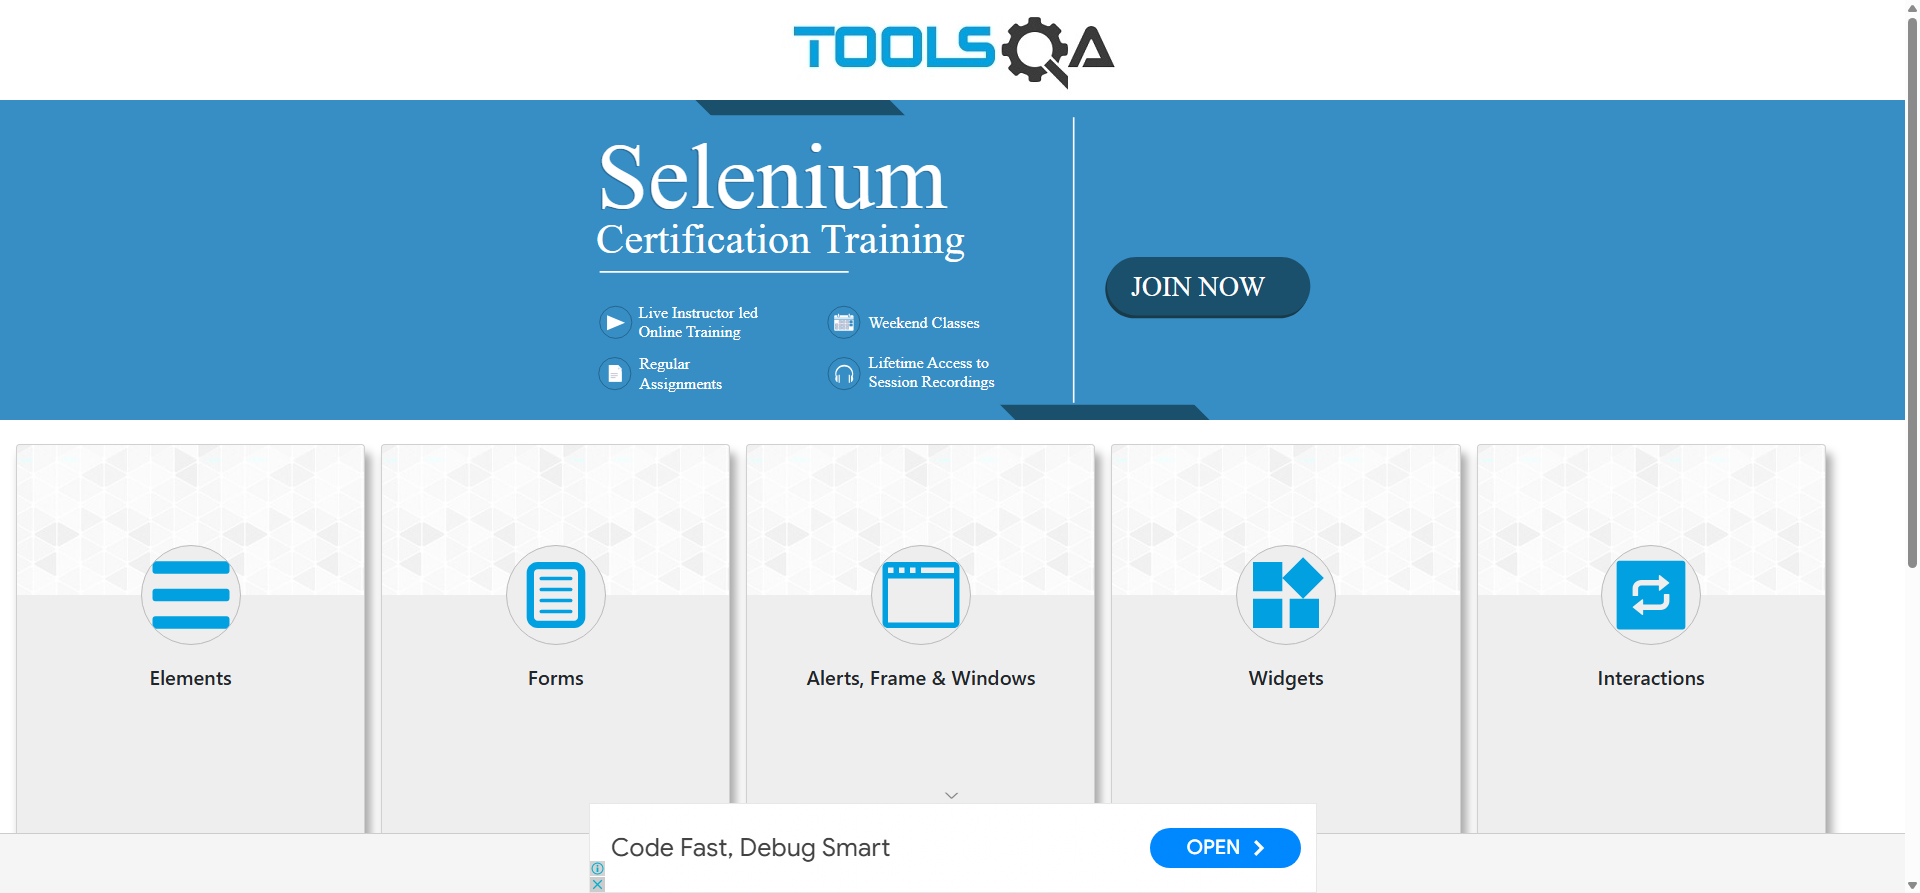 TOOLSQA
Selenium
Certification Training
JOIN NOW
Live Instructor led
Online Training
Weekend Classes
Regular
Assignments
Lifetime Access to
Session Recordings
Elements
Forms
Alerts, Frame & Windows
Widgets
Interactions
Code Fast, Debug Smart
OPEN